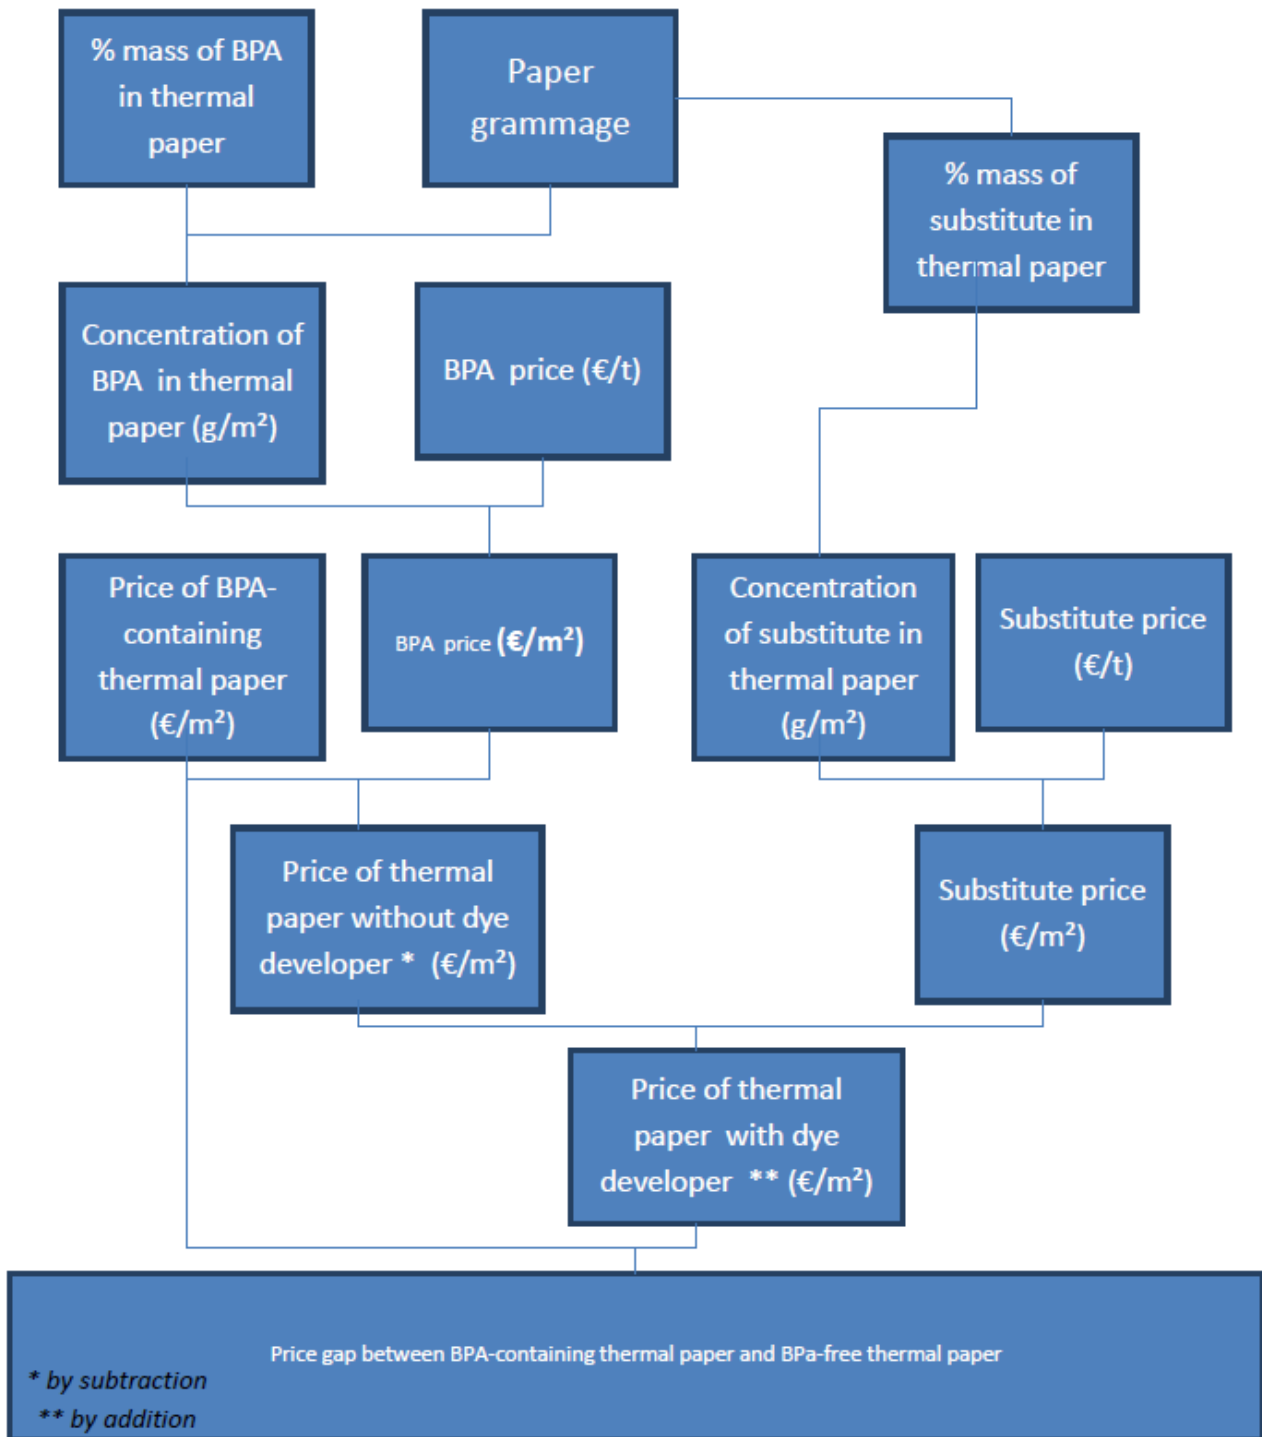 % mass of BPA
in thermal
paper
Paper
grammage
% mass of
substitute in
thermal paper
Concentration of
BPA in thermal
paper (g/m²)
BPA price (€/t)
Price of BPA-
containing
thermal paper
(€/m²)
BPA price (€/m²)
Concentration
of substitute in
thermal paper
(g/m²)
Substitute price
(€/t)
Price of thermal
paper without dye
developer * (€/m²)
Substitute price
(€/m²)
Price of thermal
paper with dye
developer ** (€/m²)
Price gap between BPA-containing thermal paper and BPa-free thermal paper
* by subtraction
** by addition